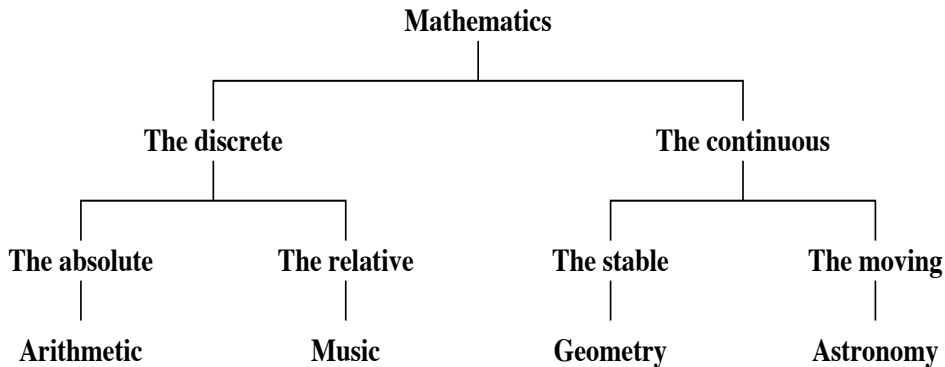 Mathematics
The discrete The continuous
The absolute The relative The stable The moving
Arithmetic Music Geometry Astronomy